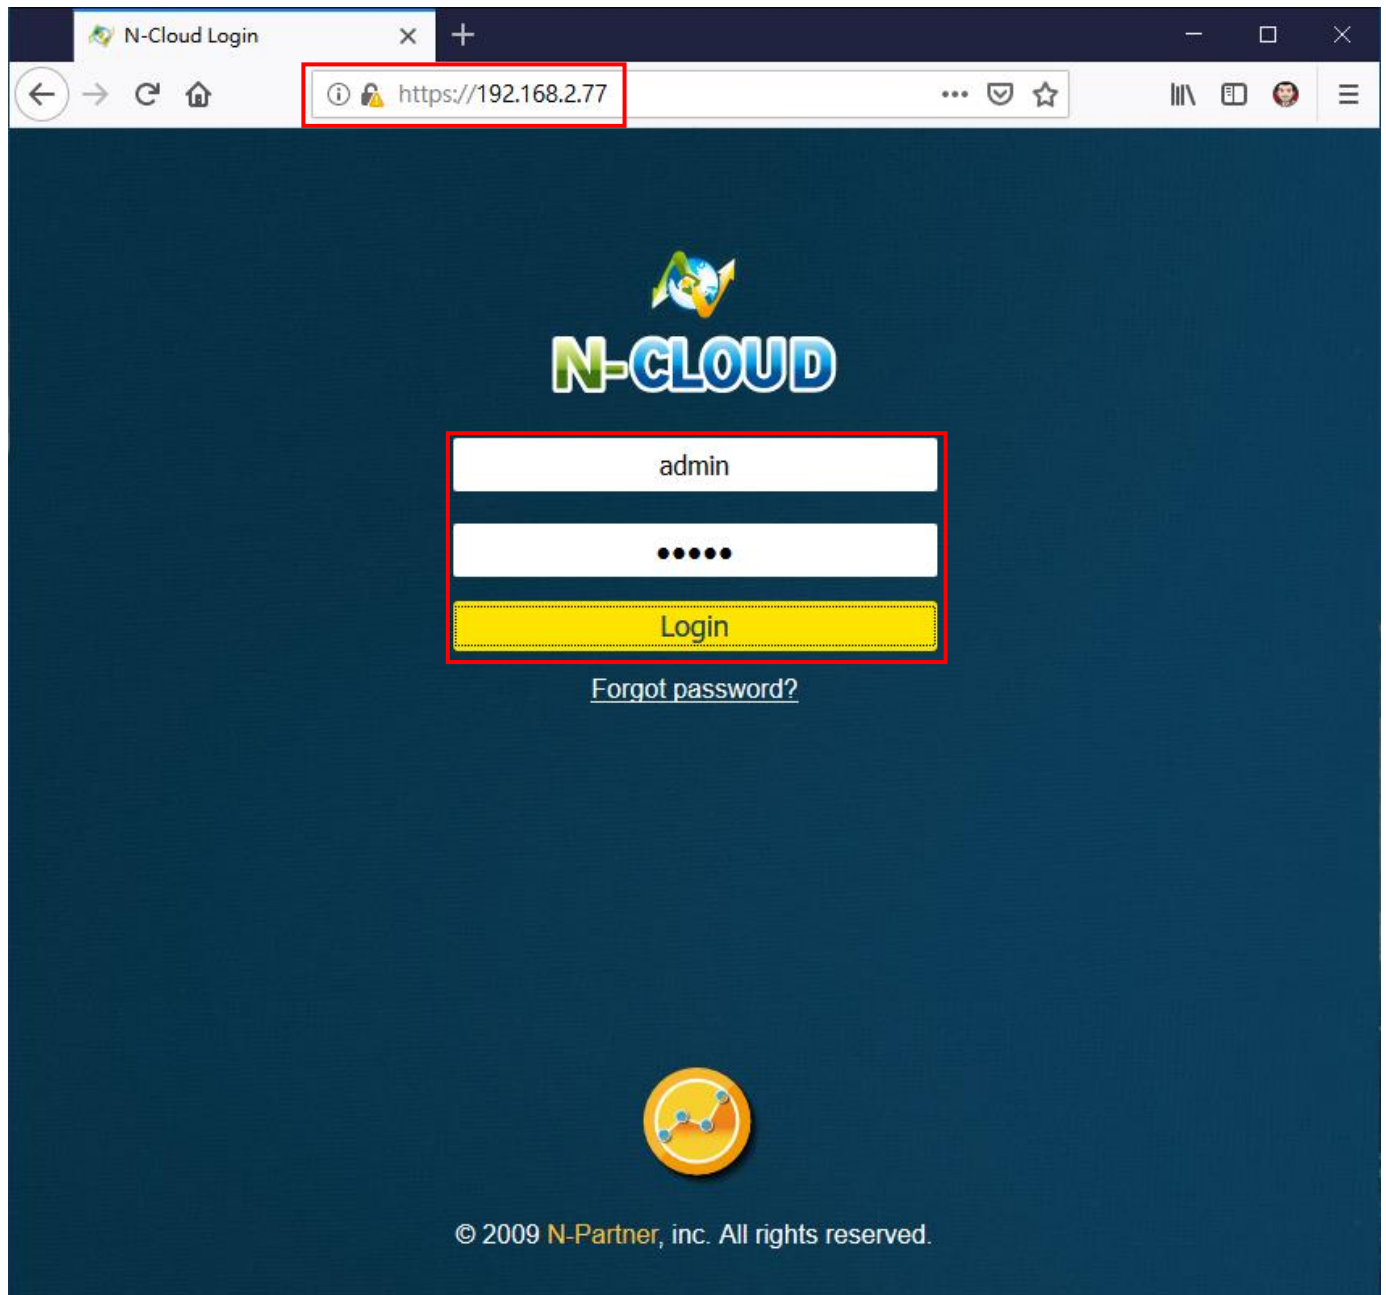 N-Cloud Login
https://192.168.2.77
N-CLOUD
admin
•••••
Login
Forgot password?
© 2009 N-Partner, inc. All rights reserved.